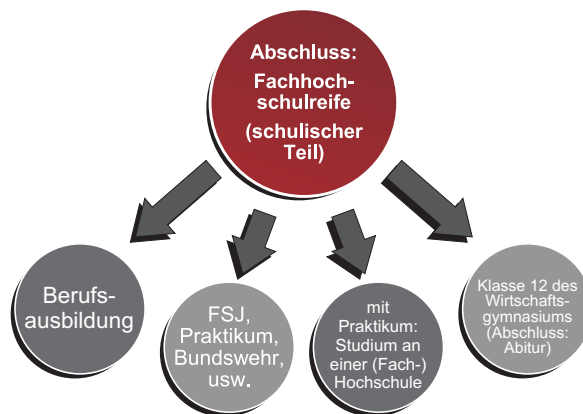 Abschluss:
Fachhoch-
schulreife
(schulischer
Teil)
Berufs-
ausbildung
FSJ,
Praktikum,
Bundswehr,
usw.
mit
Praktikum:
Studium an
einer (Fach-)
Hochschule
Klasse 12 des
Wirtschafts-
gymnasiums
(Abschluss:
Abitur)